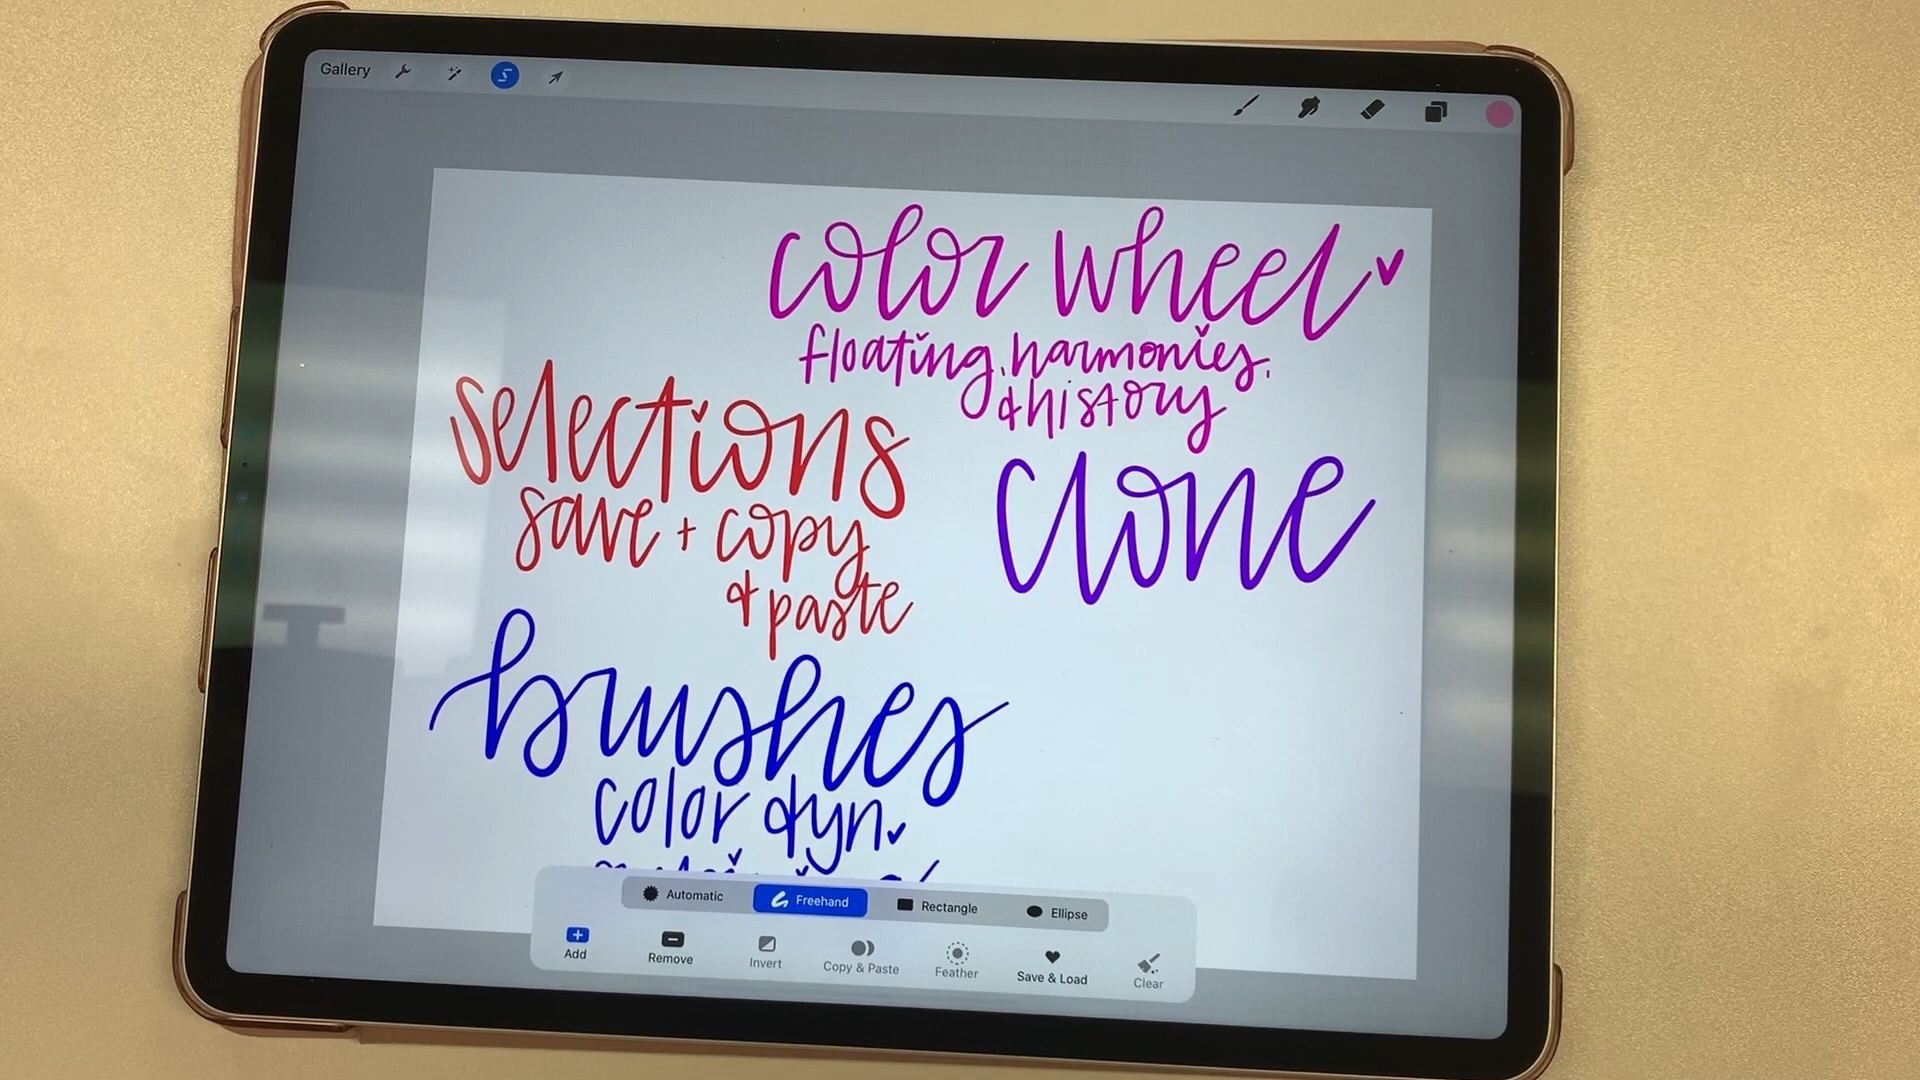 Gallery
color wheel
floating, harmonies,
& history
selections
save + copy
& paste
clone
brushes
color dyn.
Automatic Freehand Rectangle Ellipse
Add Remove Invert Copy & Paste Feather Save & Load Clear